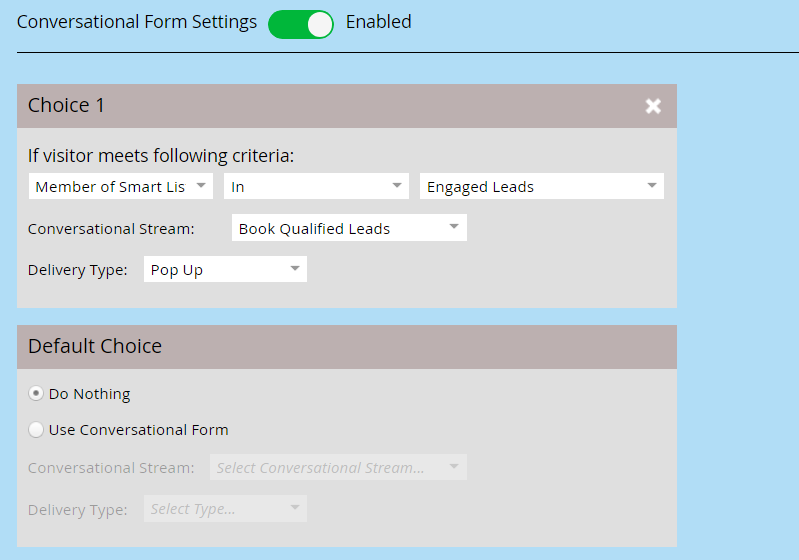 Conversational Form Settings Enabled
Choice 1
If visitor meets following criteria:
Member of Smart Lis In Engaged Leads
Conversational Stream: Book Qualified Leads
Delivery Type: Pop Up
Default Choice
Do Nothing
Use Conversational Form
Conversational Stream: Select Conversational Stream...
Delivery Type: Select Type...